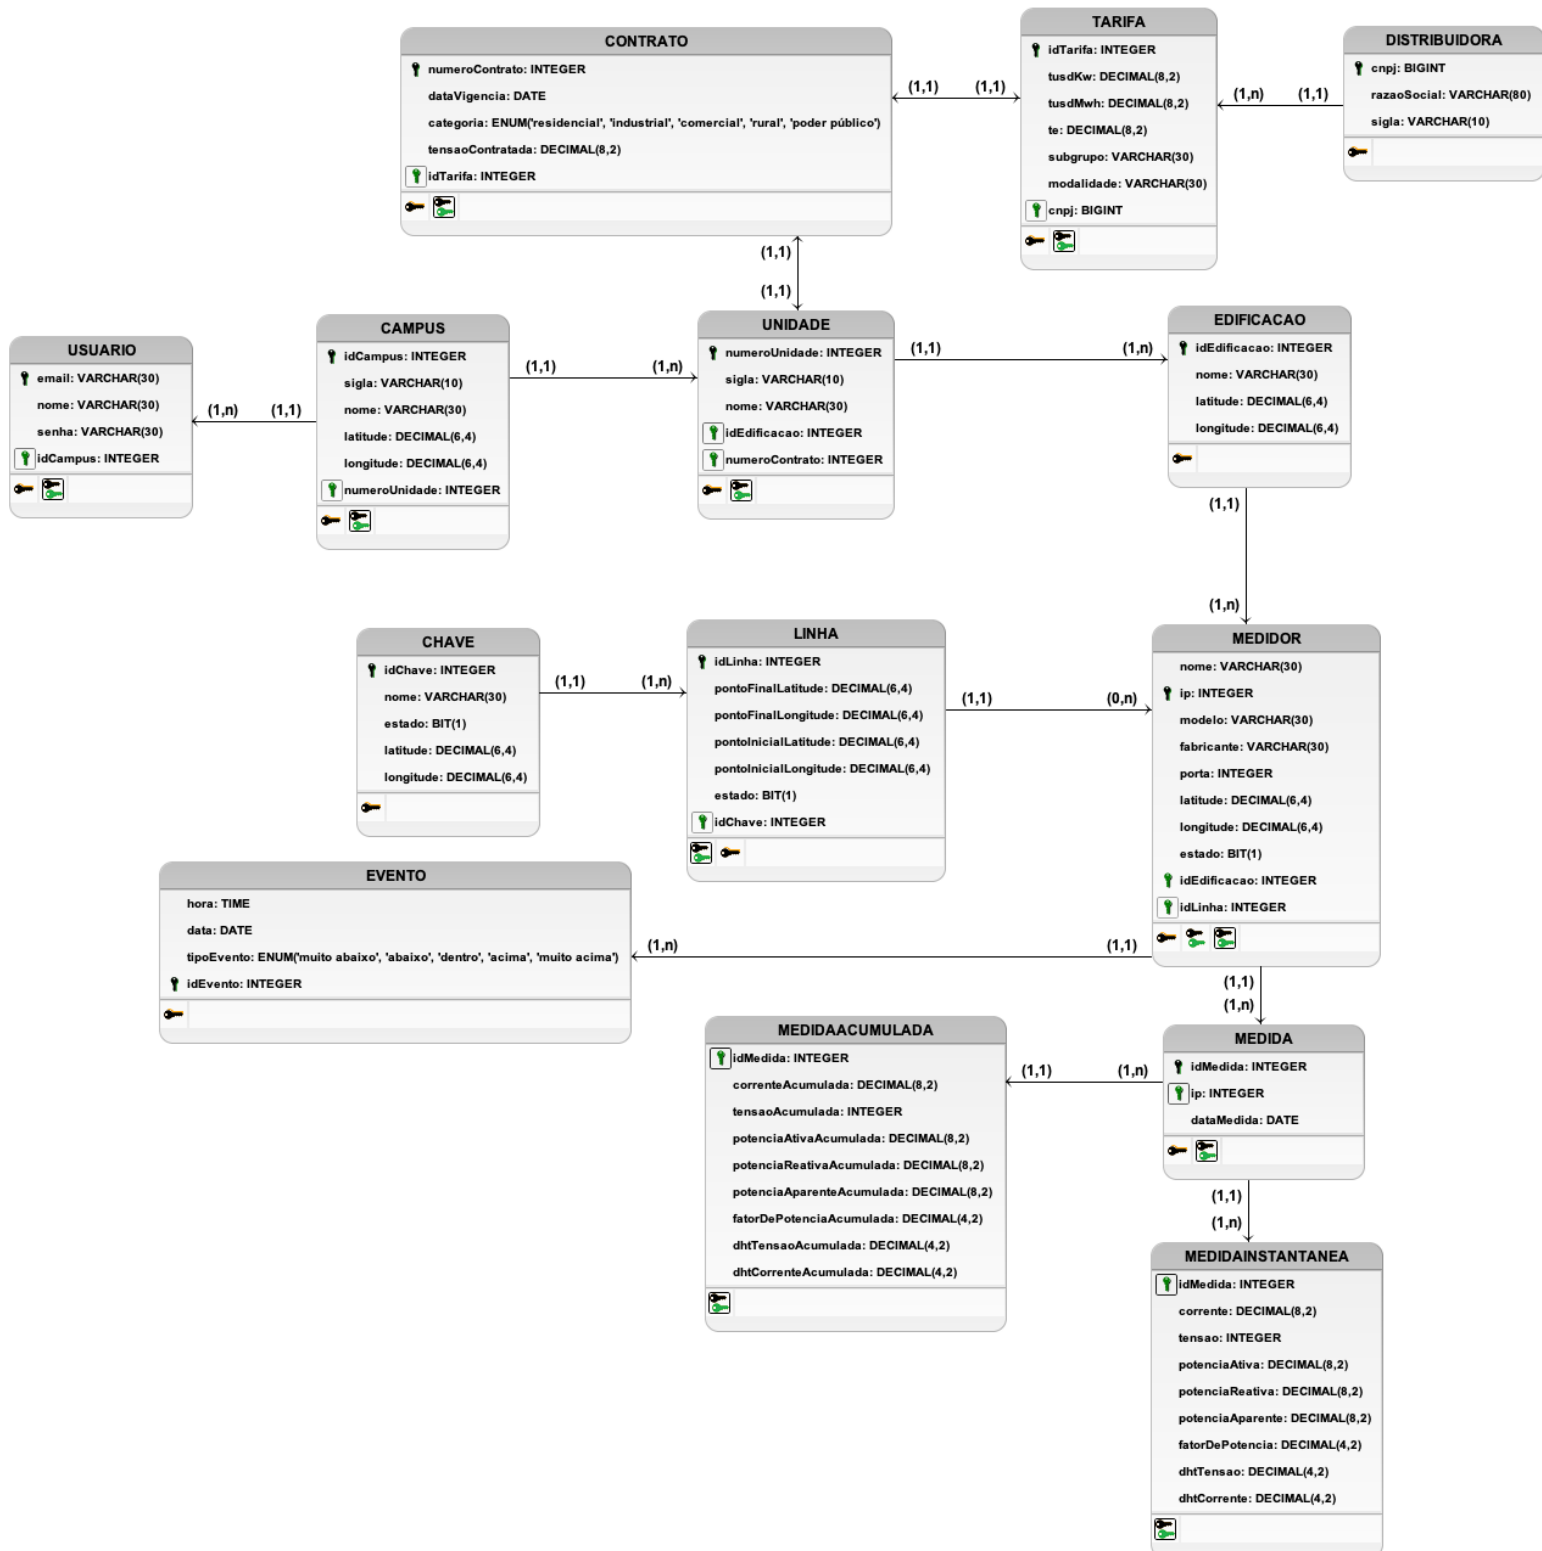 CONTRATO
numeroContrato: INTEGER
dataVigencia: DATE
categoria: ENUM('residencial', 'industrial', 'comercial', 'rural', 'poder público')
tensaoContratada: DECIMAL(8,2)
idTarifa: INTEGER
(1,1) (1,1)
TARIFA
idTarifa: INTEGER
tusdKw: DECIMAL(8,2)
tusdMwh: DECIMAL(8,2)
te: DECIMAL(8,2)
subgrupo: VARCHAR(30)
modalidade: VARCHAR(30)
cnpj: BIGINT
(1,n) (1,1)
DISTRIBUIDORA
cnpj: BIGINT
razaoSocial: VARCHAR(80)
sigla: VARCHAR(10)
(1,1)
(1,1)
USUARIO
email: VARCHAR(30)
nome: VARCHAR(30)
senha: VARCHAR(30)
idCampus: INTEGER
(1,n) (1,1)
CAMPUS
idCampus: INTEGER
sigla: VARCHAR(10)
nome: VARCHAR(30)
latitude: DECIMAL(6,4)
longitude: DECIMAL(6,4)
numeroUnidade: INTEGER
(1,1) (1,n)
UNIDADE
numeroUnidade: INTEGER
sigla: VARCHAR(10)
nome: VARCHAR(30)
idEdificacao: INTEGER
numeroContrato: INTEGER
(1,1) (1,n)
EDIFICACAO
idEdificacao: INTEGER
nome: VARCHAR(30)
latitude: DECIMAL(6,4)
longitude: DECIMAL(6,4)
(1,1)
(1,n)
CHAVE
idChave: INTEGER
nome: VARCHAR(30)
estado: BIT(1)
latitude: DECIMAL(6,4)
longitude: DECIMAL(6,4)
(1,1) (1,n)
LINHA
idLinha: INTEGER
pontoFinalLatitude: DECIMAL(6,4)
pontoFinalLongitude: DECIMAL(6,4)
pontoInicialLatitude: DECIMAL(6,4)
pontoInicialLongitude: DECIMAL(6,4)
estado: BIT(1)
idChave: INTEGER
(1,1) (0,n)
MEDIDOR
nome: VARCHAR(30)
ip: INTEGER
modelo: VARCHAR(30)
fabricante: VARCHAR(30)
porta: INTEGER
latitude: DECIMAL(6,4)
longitude: DECIMAL(6,4)
estado: BIT(1)
idEdificacao: INTEGER
idLinha: INTEGER
EVENTO
hora: TIME
data: DATE
tipoEvento: ENUM('muito abaixo', 'abaixo', 'dentro', 'acima', 'muito acima')
idEvento: INTEGER
(1,n) (1,1)
(1,1)
(1,n)
MEDIDAACUMULADA
idMedida: INTEGER
correnteAcumulada: DECIMAL(8,2)
tensaoAcumulada: INTEGER
potenciaAtivaAcumulada: DECIMAL(8,2)
potenciaReativaAcumulada: DECIMAL(8,2)
potenciaAparenteAcumulada: DECIMAL(8,2)
fatorDePotenciaAcumulada: DECIMAL(4,2)
dhtTensaoAcumulada: DECIMAL(4,2)
dhtCorrenteAcumulada: DECIMAL(4,2)
(1,1) (1,n)
MEDIDA
idMedida: INTEGER
ip: INTEGER
dataMedida: DATE
(1,1)
(1,n)
MEDIDAINSTANTANEA
idMedida: INTEGER
corrente: DECIMAL(8,2)
tensao: INTEGER
potenciaAtiva: DECIMAL(8,2)
potenciaReativa: DECIMAL(8,2)
potenciaAparente: DECIMAL(8,2)
fatorDePotencia: DECIMAL(4,2)
dhtTensao: DECIMAL(4,2)
dhtCorrente: DECIMAL(4,2)